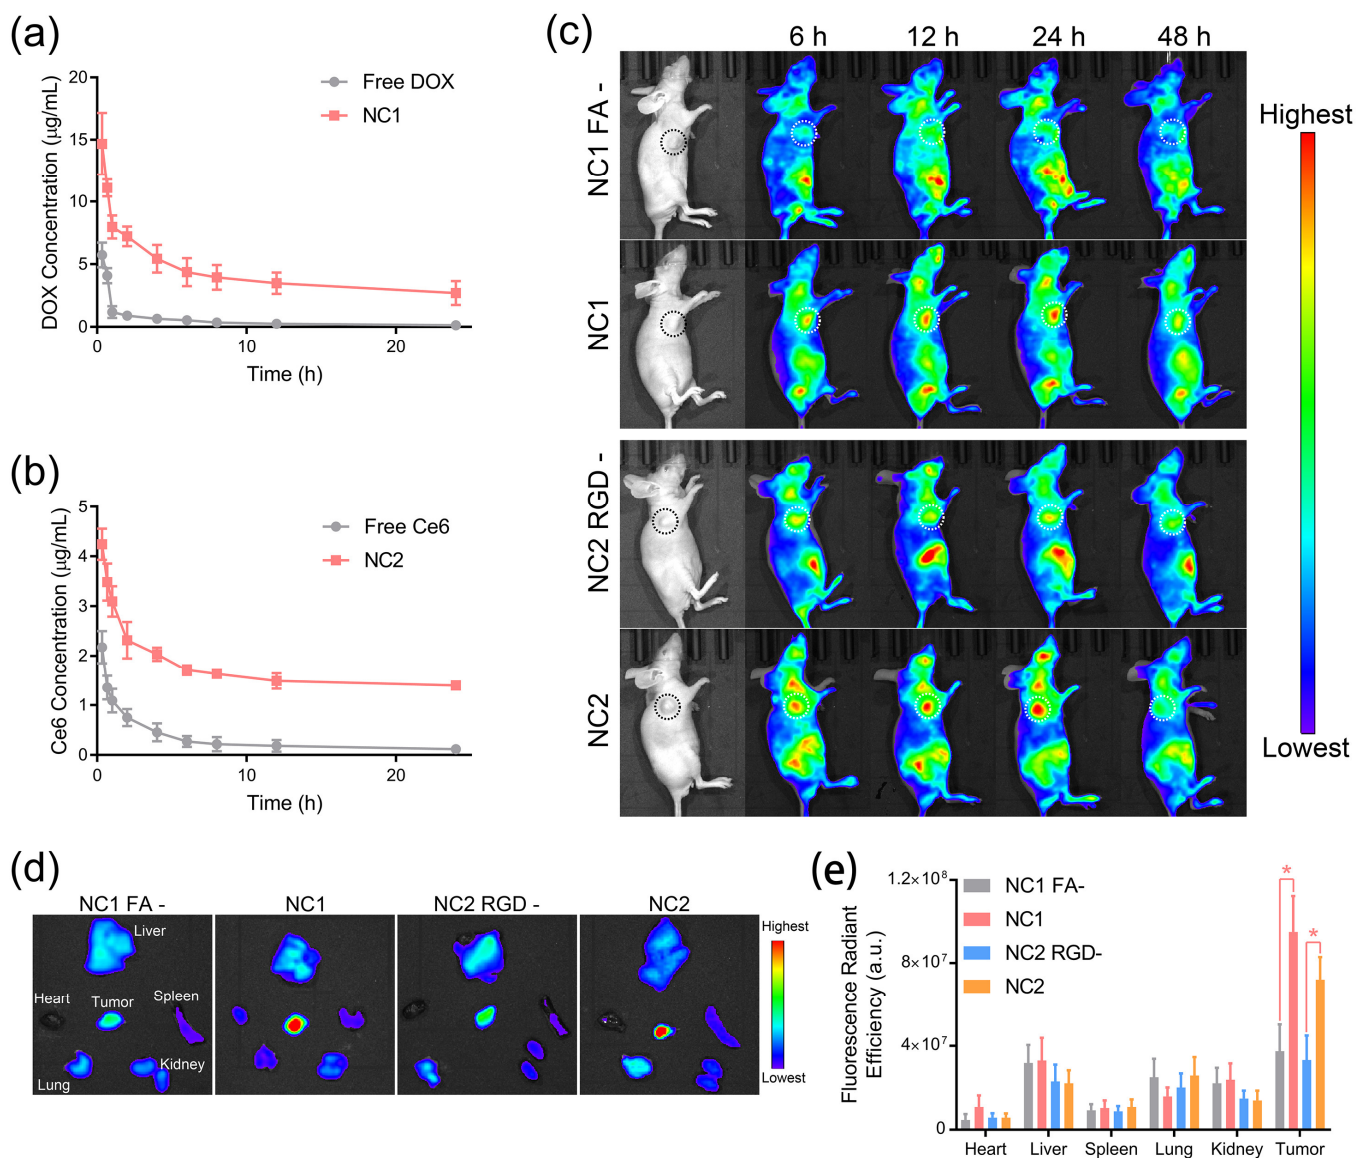 (a)
20
15
10
5
0
0
10
20
DOX Concentration (μg/mL)
Time (h)
Free DOX
NC1
(b)
5
4
3
2
1
0
0
10
20
Ce6 Concentration (μg/mL)
Time (h)
Free Ce6
NC2
(c)
6 h 12 h 24 h 48 h
NC1 FA -
NC1
NC2 RGD -
NC2
Highest
Lowest
(d)
NC1 FA - NC1 NC2 RGD - NC2
Liver
Heart Tumor Spleen
Lung Kidney
Highest
Lowest
(e)
Fluorescence Radiant
Efficiency (a.u.)
1.2×10⁸
8×10⁷
4×10⁷
0
NC1 FA-
NC1
NC2 RGD-
NC2
*
*
Heart Liver Spleen Lung Kidney Tumor